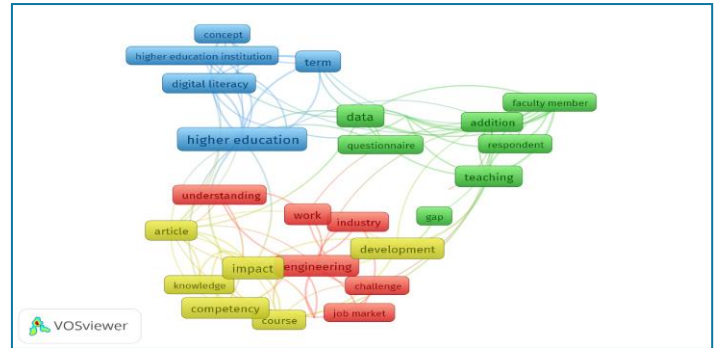 concept
higher education institution
term
digital literacy
faculty member
data
addition
higher education
questionnaire
respondent
teaching
understanding
work
gap
industry
article
development
impact
engineering
knowledge
challenge
competency
course
job market
VOSviewer